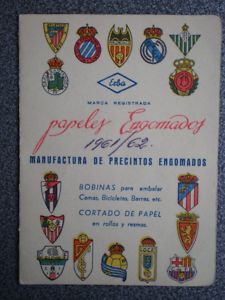 Erba
MARCA REGISTRADA
papeles Engomados
1961/62.
MANUFACTURA DE PRECINTOS ENGOMADOS
BOBINAS para embalar
Camas, Bicicletas, Barras, etc.
CORTADO DE PAPEL
en rollos y resmas.